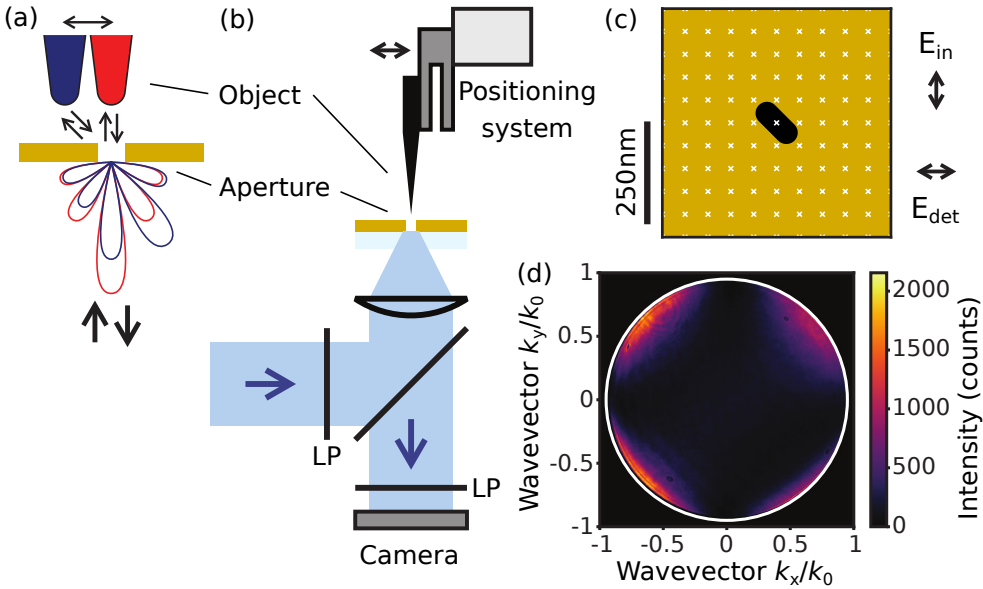 (a)
(b)
(c)
Object
Positioning
system
Aperture
LP
LP
Camera
250nm
E_in
E_det
(d)
1
0.5
0
-0.5
-1
-1
-0.5
0
0.5
1
Wavevector k_y/k_0
Wavevector k_x/k_0
2000
1500
1000
500
0
Intensity (counts)